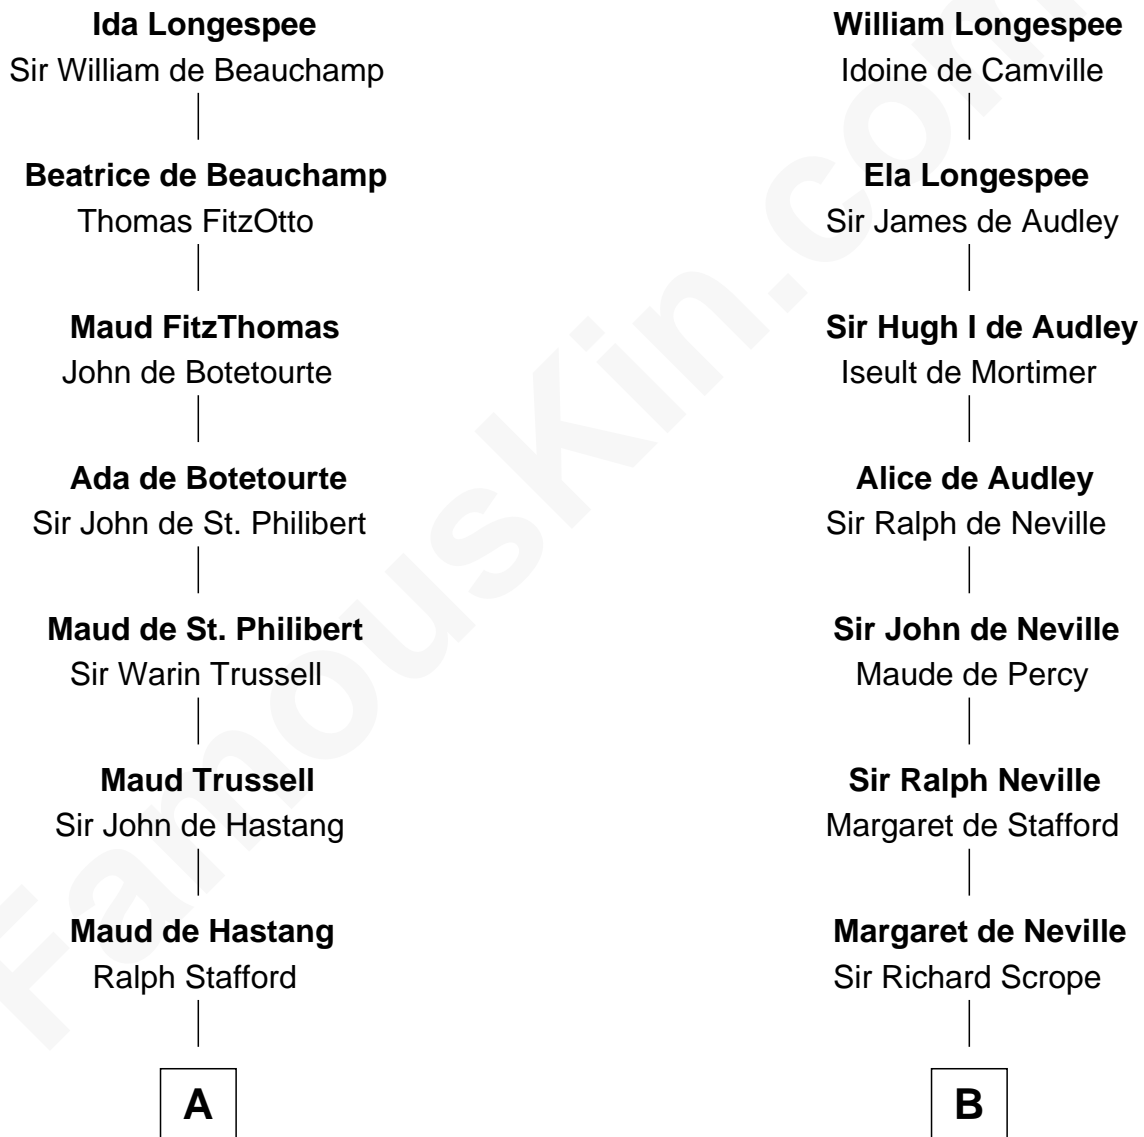 Ida Longespee
Sir William de Beauchamp
Beatrice de Beauchamp
Thomas FitzOtto
Maud FitzThomas
John de Botetourte
Ada de Botetourte
Sir John de St. Philibert
Maud de St. Philibert
Sir Warin Trussell
Maud Trussell
Sir John de Hastang
Maud de Hastang
Ralph Stafford
A
William Longespee
Idoine de Camville
Ela Longespee
Sir James de Audley
Sir Hugh I de Audley
Iseult de Mortimer
Alice de Audley
Sir Ralph de Neville
Sir John de Neville
Maude de Percy
Sir Ralph Neville
Margaret de Stafford
Margaret de Neville
Sir Richard Scrope
B
FamousKin.com